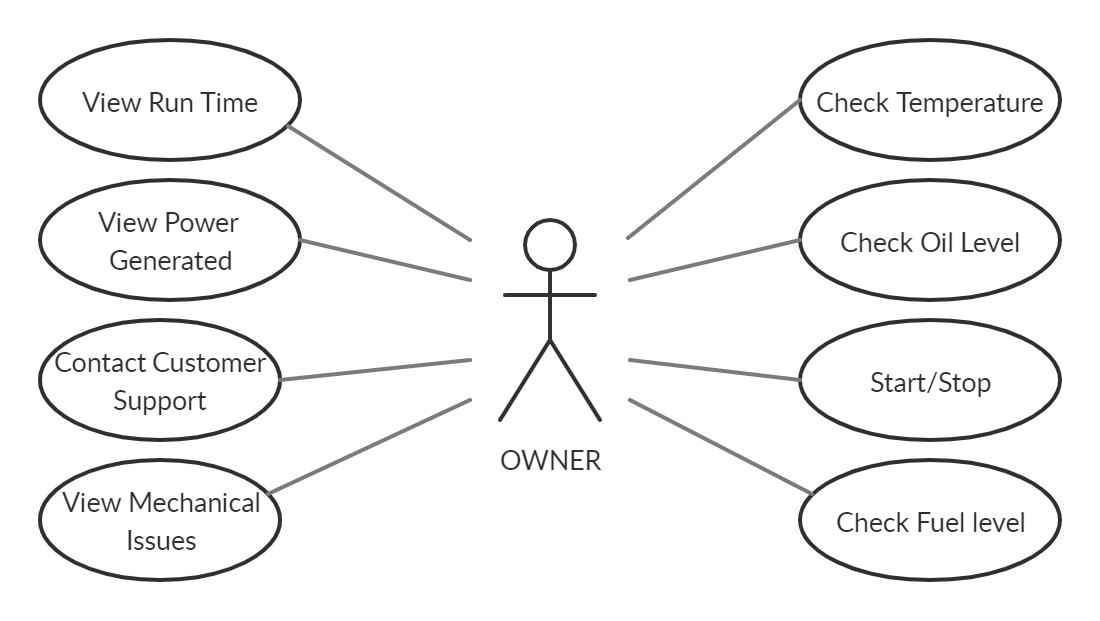 View Run Time
View Power
Generated
Contact Customer
Support
View Mechanical
Issues
OWNER
Check Temperature
Check Oil Level
Start/Stop
Check Fuel level